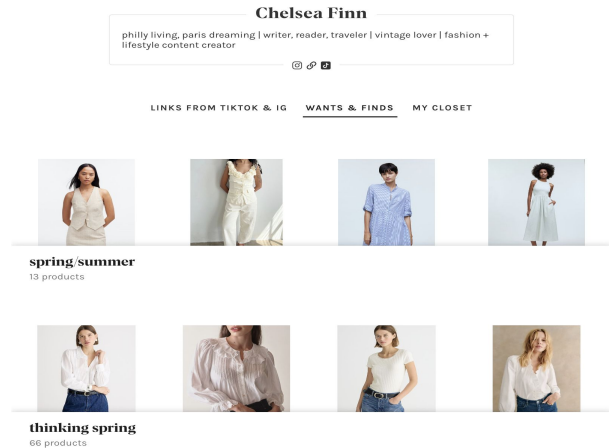 Chelsea Finn
philly living, paris dreaming | writer, reader, traveler | vintage lover | fashion +
lifestyle content creator
LINKS FROM TIKTOK & IG WANTS & FINDS MY CLOSET
spring/summer
13 products
thinking spring
66 products